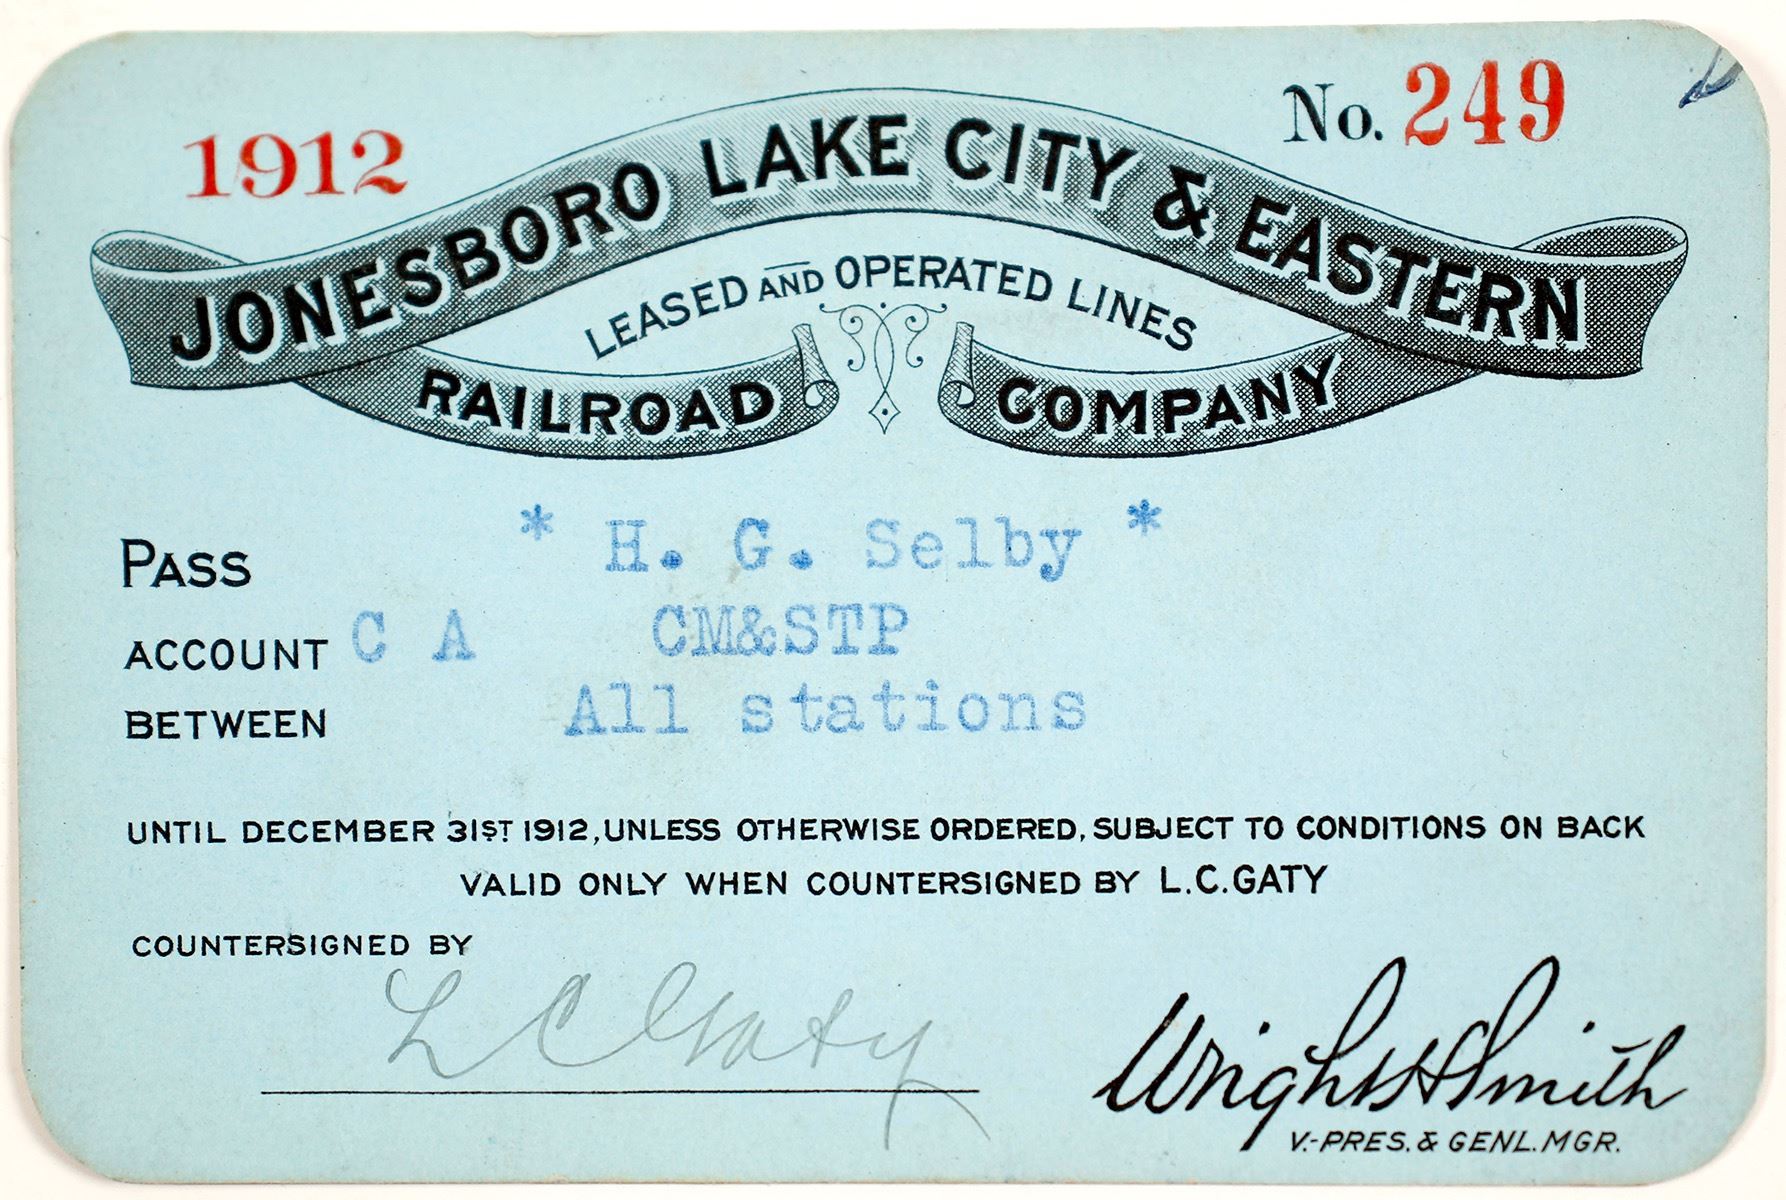 1912
No. 249
JONESBORO LAKE CITY & EASTERN
LEASED AND OPERATED LINES
RAILROAD COMPANY
PASS * H. G. Selby *
ACCOUNT C A CM&STP
BETWEEN All stations
UNTIL DECEMBER 31ST 1912, UNLESS OTHERWISE ORDERED, SUBJECT TO CONDITIONS ON BACK
VALID ONLY WHEN COUNTERSIGNED BY L.C.GATY
COUNTERSIGNED BY
L C Gaty
Wright Smith
V.-PRES. & GENL. MGR.